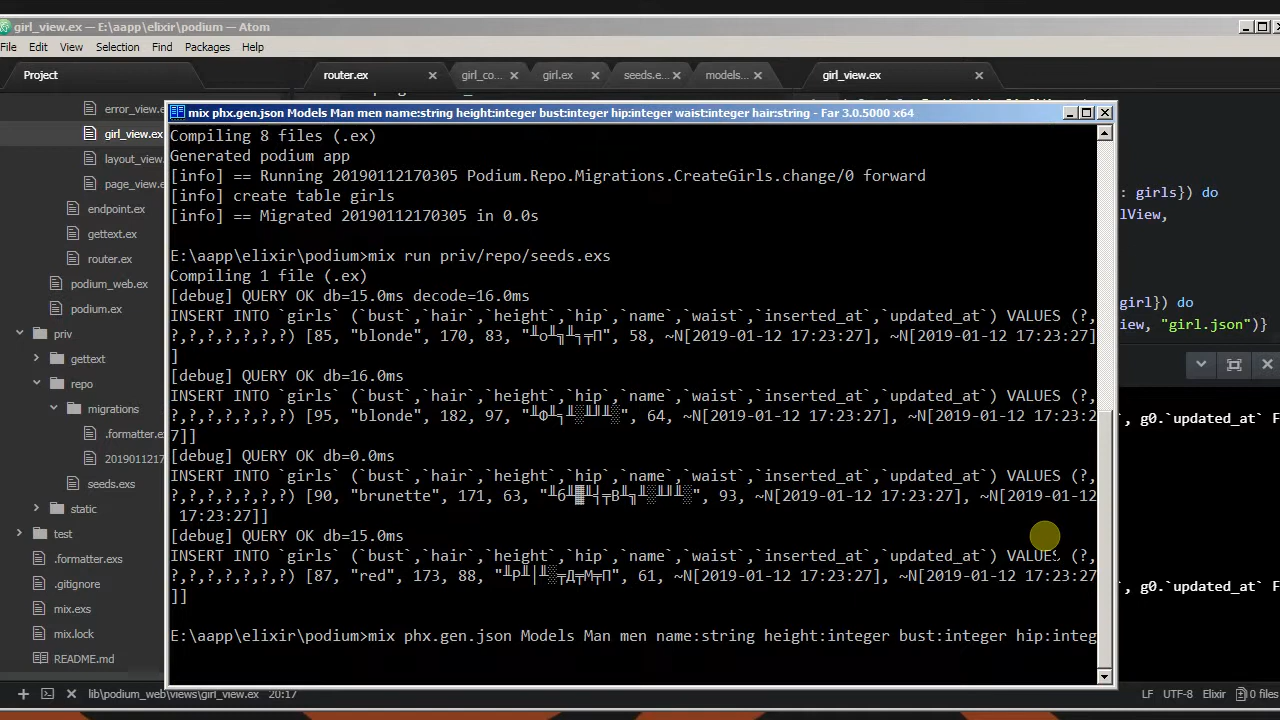 girl_view.ex — E:\aapp\elixir\podium — Atom
File Edit View Selection Find Packages Help
Project
router.ex girl_co... girl.ex seeds.e... models... girl_view.ex
error_view.e
girl_view.ex
layout_view.
page_view.e
endpoint.ex
gettext.ex
router.ex
podium_web.ex
podium.ex
priv
gettext
repo
migrations
.formatter.e
2019011217
seeds.exs
static
test
.formatter.exs
.gitignore
mix.exs
mix.lock
README.md
mix phx.gen.json Models Man men name:string height:integer bust:integer hip:integer waist:integer hair:string - Far 3.0.5000 x64
Compiling 8 files (.ex)
Generated podium app
[info] == Running 20190112170305 Podium.Repo.Migrations.CreateGirls.change/0 forward
[info] create table girls
[info] == Migrated 20190112170305 in 0.0s
E:\aapp\elixir\podium>mix run priv/repo/seeds.exs
Compiling 1 file (.ex)
[debug] QUERY OK db=15.0ms decode=16.0ms
INSERT INTO `girls` (`bust`,`hair`,`height`,`hip`,`name`,`waist`,`inserted_at`,`updated_at`) VALUES (?,
?,?,?,?,?,?,?) [85, "blonde", 170, 83, 58, ~N[2019-01-12 17:23:27], ~N[2019-01-12 17:23:27]
]
[debug] QUERY OK db=16.0ms
INSERT INTO `girls` (`bust`,`hair`,`height`,`hip`,`name`,`waist`,`inserted_at`,`updated_at`) VALUES (?,
?,?,?,?,?,?,?) [95, "blonde", 182, 97, 64, ~N[2019-01-12 17:23:27], ~N[2019-01-12 17:23:2
7]]
[debug] QUERY OK db=0.0ms
INSERT INTO `girls` (`bust`,`hair`,`height`,`hip`,`name`,`waist`,`inserted_at`,`updated_at`) VALUES (?,
?,?,?,?,?,?,?) [90, "brunette", 171, 63, 93, ~N[2019-01-12 17:23:27], ~N[2019-01-12
17:23:27]]
[debug] QUERY OK db=15.0ms
INSERT INTO `girls` (`bust`,`hair`,`height`,`hip`,`name`,`waist`,`inserted_at`,`updated_at`) VALUES (?,
?,?,?,?,?,?,?) [87, "red", 173, 88, 61, ~N[2019-01-12 17:23:27], ~N[2019-01-12 17:23:27
]]
E:\aapp\elixir\podium>mix phx.gen.json Models Man men name:string height:integer bust:integer hip:integ
: girls}) do
lView,
girl}) do
iew, "girl.json")}
, g0.`updated_at` F
, g0.`updated_at` F
lib\podium_web\views\girl_view.ex 20:17 LF UTF-8 Elixir 0 files